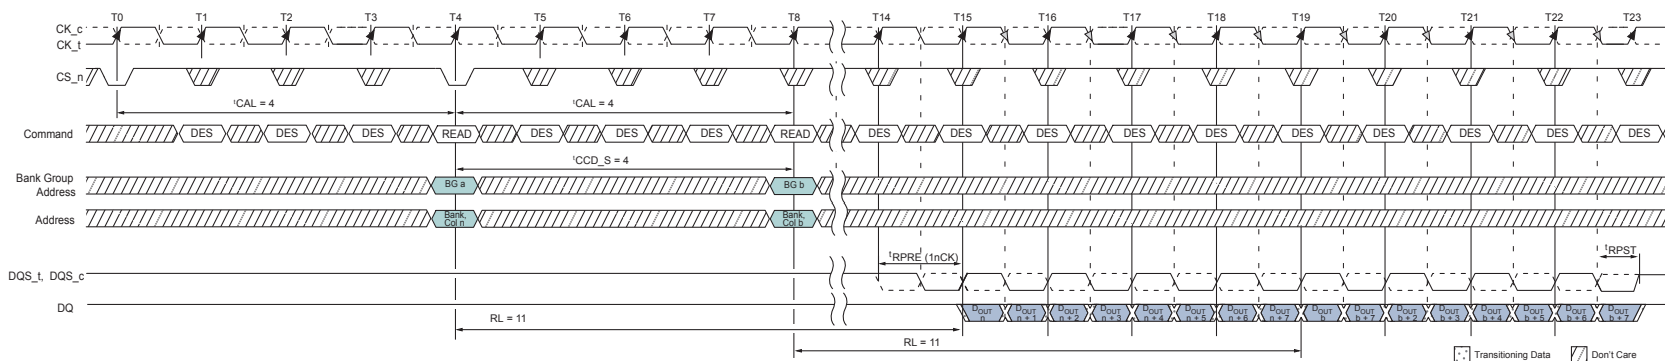 T0 T1 T2 T3 T4 T5 T6 T7 T8 T14 T15 T16 T17 T18 T19 T20 T21 T22 T23
CK_c
CK_t
CS_n
tCAL = 4 tCAL = 4
Command DES DES DES READ DES DES DES READ DES DES DES DES DES DES DES DES DES DES
tCCD_S = 4
Bank Group
Address BG a BG b
Address Bank, Col n Bank, Col b
tRPRE (1nCK) tRPST
DQS_t, DQS_c
DQ DOUT n DOUT n + 1 DOUT n + 2 DOUT n + 3 DOUT n + 4 DOUT n + 5 DOUT n + 6 DOUT n + 7 DOUT b DOUT b + 7 DOUT b + 2 DOUT b + 3 DOUT b + 4 DOUT b + 5 DOUT b + 6 DOUT b + 7
RL = 11
RL = 11
Transitioning Data Don't Care